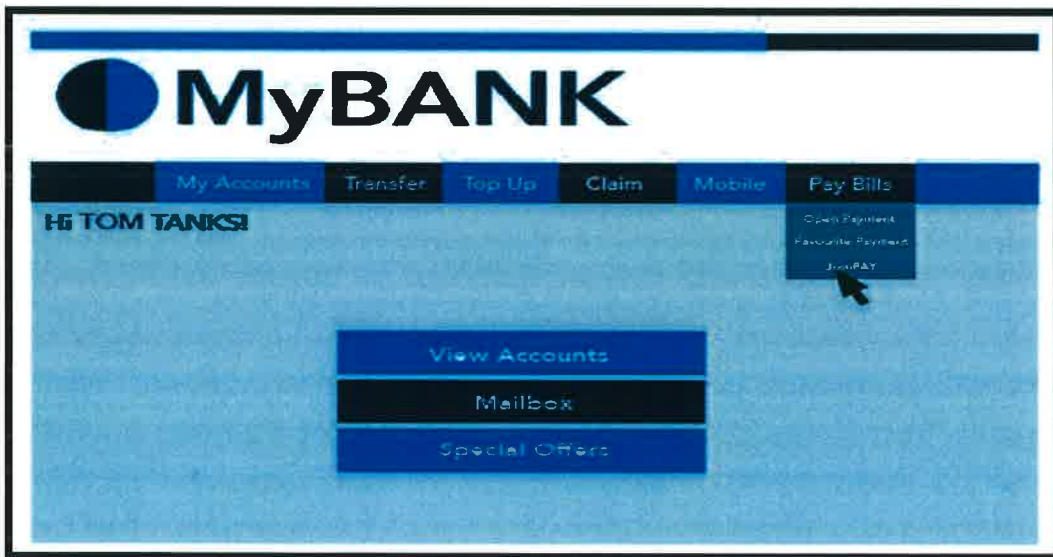 MyBANK
My Accounts Transfer Top Up Claim Mobile Pay Bills
Hi TOM TANKS!
Open Payment
Favourite Payment
JomPAY
View Accounts
Mailbox
Special Offers